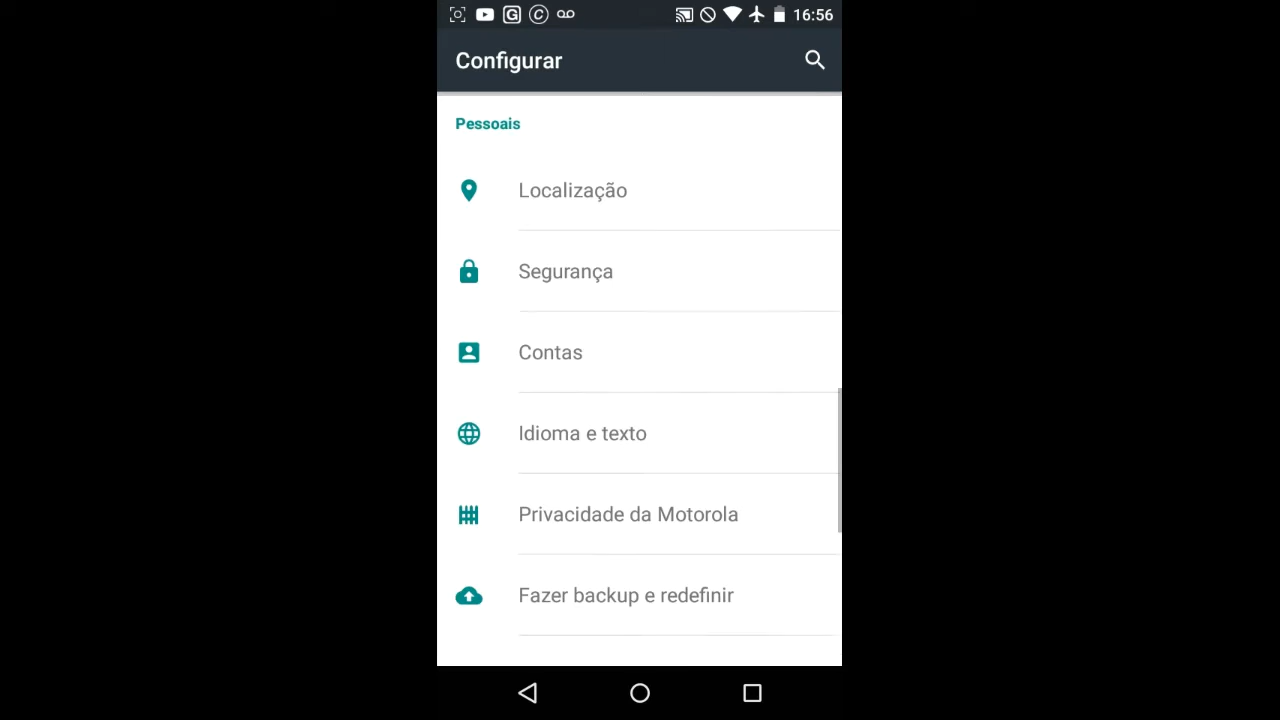 16:56
Configurar
Pessoais
Localização
Segurança
Contas
Idioma e texto
Privacidade da Motorola
Fazer backup e redefinir